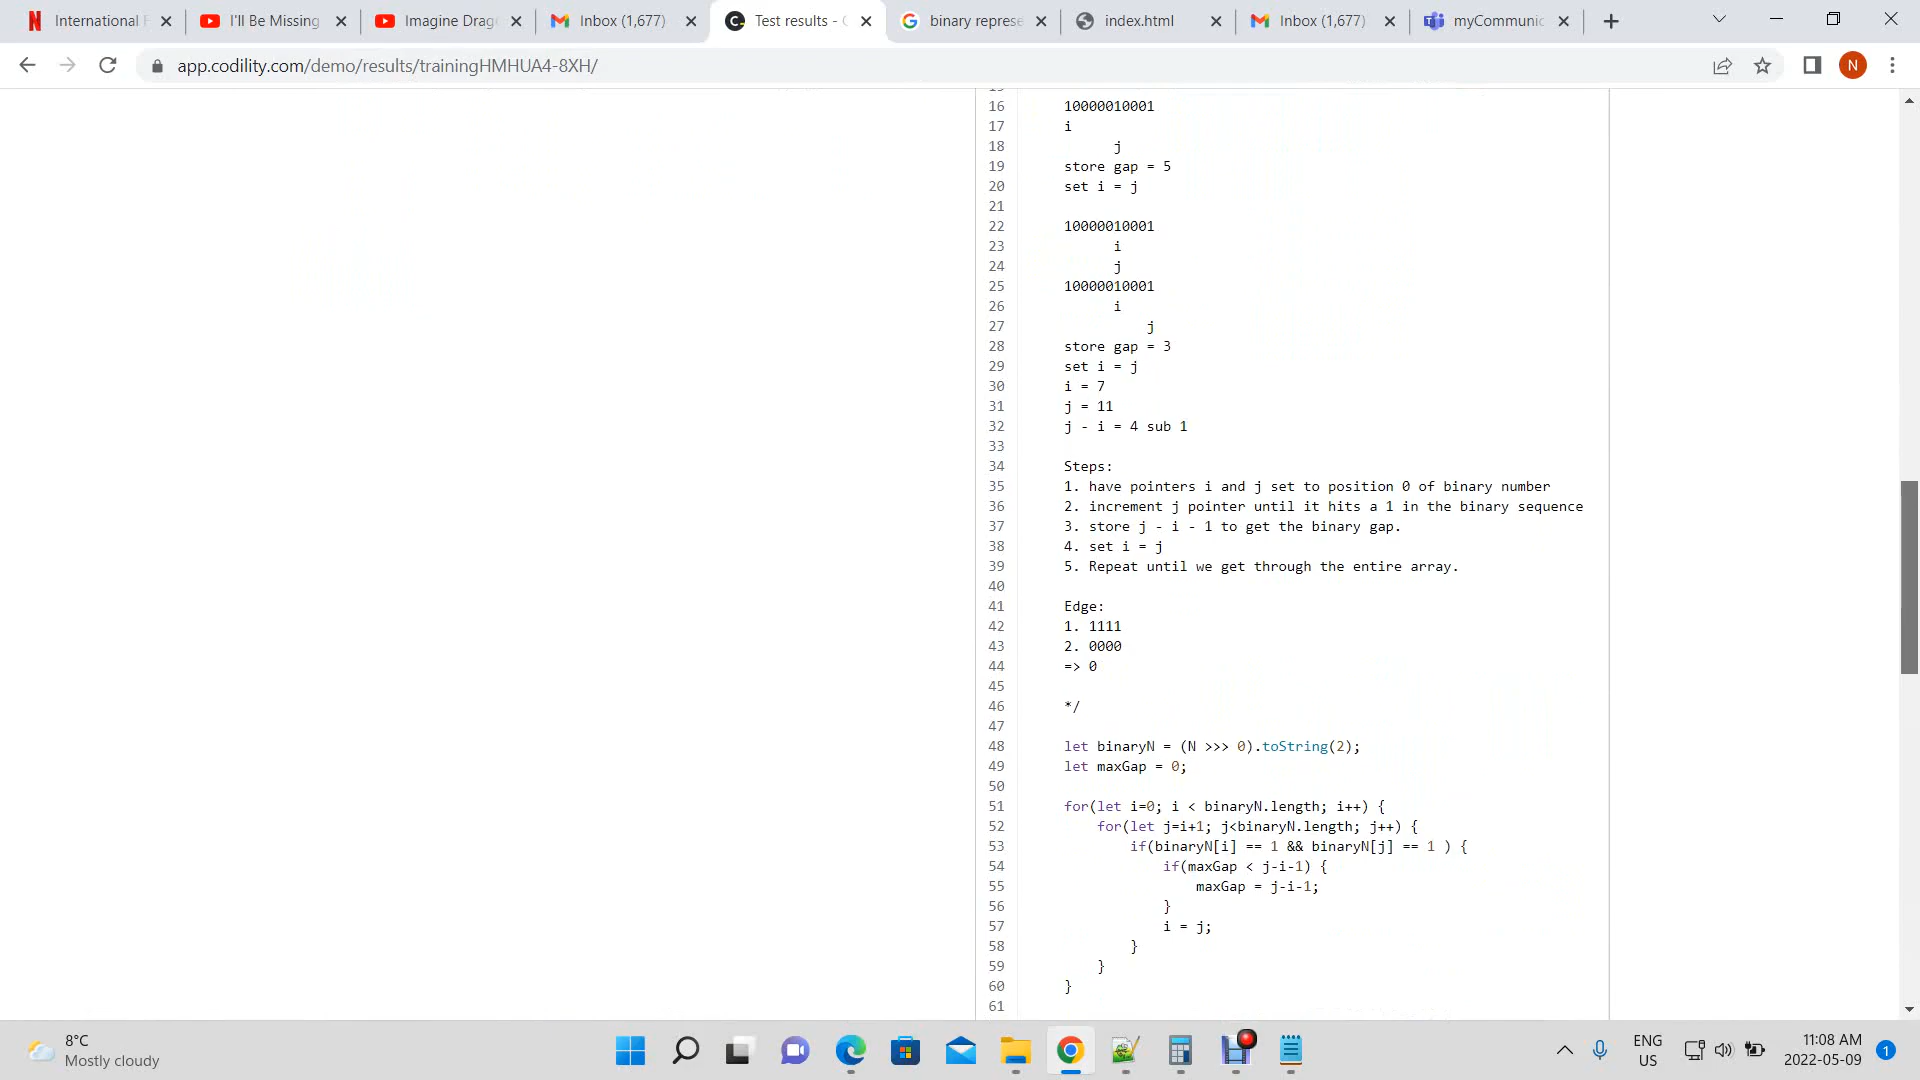 International F
I'll Be Missing
Imagine Drag
Inbox (1,677)
Test results - C
binary represe
index.html
Inbox (1,677)
myCommunic
app.codility.com/demo/results/trainingHMHUA4-8XH/
N
16 10000010001
17 i
18 j
19 store gap = 5
20 set i = j
21
22 10000010001
23 i
24 j
25 10000010001
26 i
27 j
28 store gap = 3
29 set i = j
30 i = 7
31 j = 11
32 j - i = 4 sub 1
33
34 Steps:
35 1. have pointers i and j set to position 0 of binary number
36 2. increment j pointer until it hits a 1 in the binary sequence
37 3. store j - i - 1 to get the binary gap.
38 4. set i = j
39 5. Repeat until we get through the entire array.
40
41 Edge:
42 1. 1111
43 2. 0000
44 => 0
45
46 */
47
48 let binaryN = (N >>> 0).toString(2);
49 let maxGap = 0;
50
51 for(let i=0; i < binaryN.length; i++) {
52 for(let j=i+1; j<binaryN.length; j++) {
53 if(binaryN[i] == 1 && binaryN[j] == 1 ) {
54 if(maxGap < j-i-1) {
55 maxGap = j-i-1;
56 }
57 i = j;
58 }
59 }
60 }
61
8°C
Mostly cloudy
ENG
US
11:08 AM
2022-05-09
1